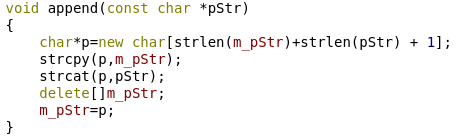 void append(const char *pStr)
{
    char*p=new char[strlen(m_pStr)+strlen(pStr) + 1];
    strcpy(p,m_pStr);
    strcat(p,pStr);
    delete[]m_pStr;
    m_pStr=p;
}